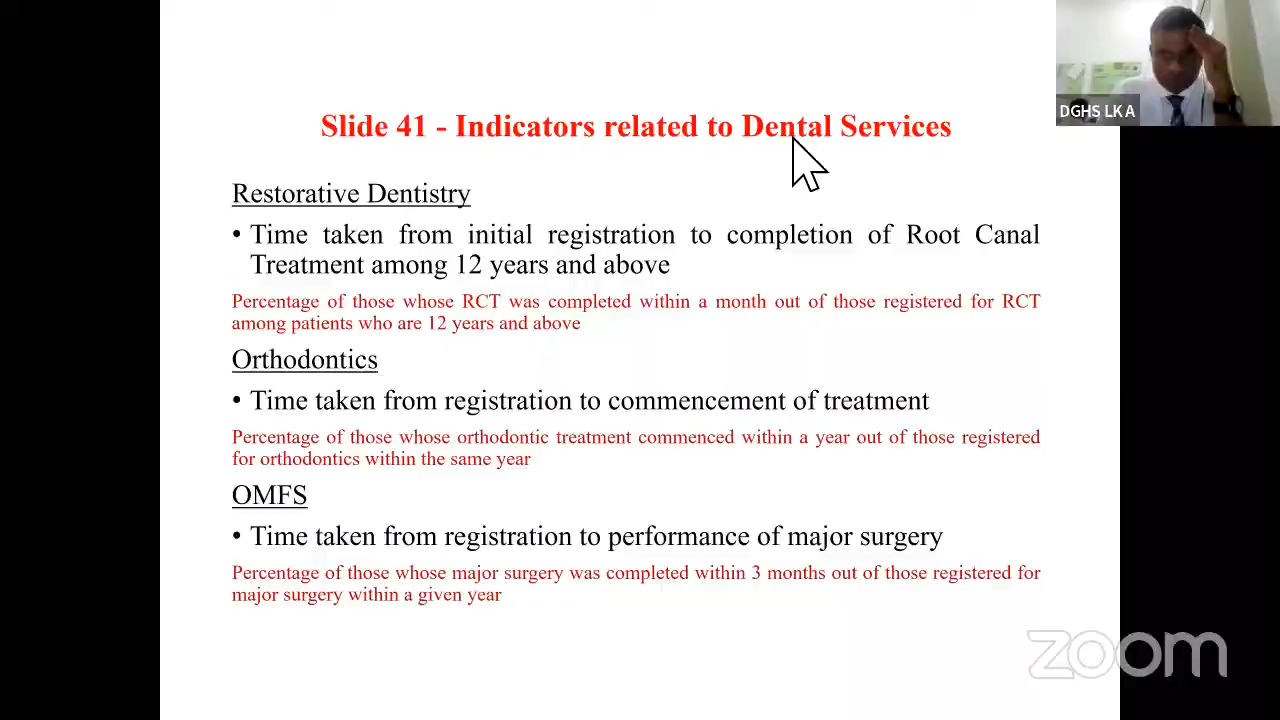 DGHS LKA
Slide 41 - Indicators related to Dental Services
Restorative Dentistry
• Time taken from initial registration to completion of Root Canal
Treatment among 12 years and above
Percentage of those whose RCT was completed within a month out of those registered for RCT
among patients who are 12 years and above
Orthodontics
• Time taken from registration to commencement of treatment
Percentage of those whose orthodontic treatment commenced within a year out of those registered
for orthodontics within the same year
OMFS
• Time taken from registration to performance of major surgery
Percentage of those whose major surgery was completed within 3 months out of those registered for
major surgery within a given year
zoom